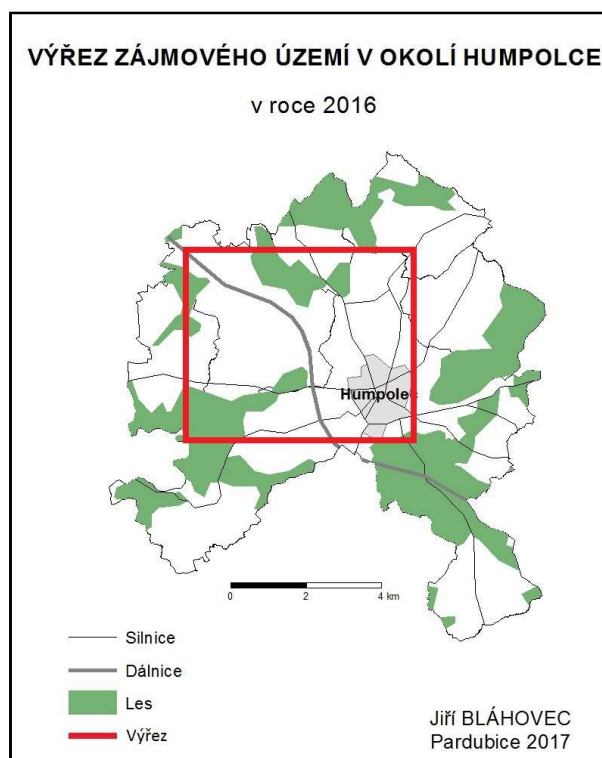 VÝŘEZ ZÁJMOVÉHO ÚZEMÍ V OKOLÍ HUMPOLCE
v roce 2016
Humpolec
0 2 4 km
Silnice
Dálnice
Les
Výřez
Jiří BLÁHOVEC
Pardubice 2017